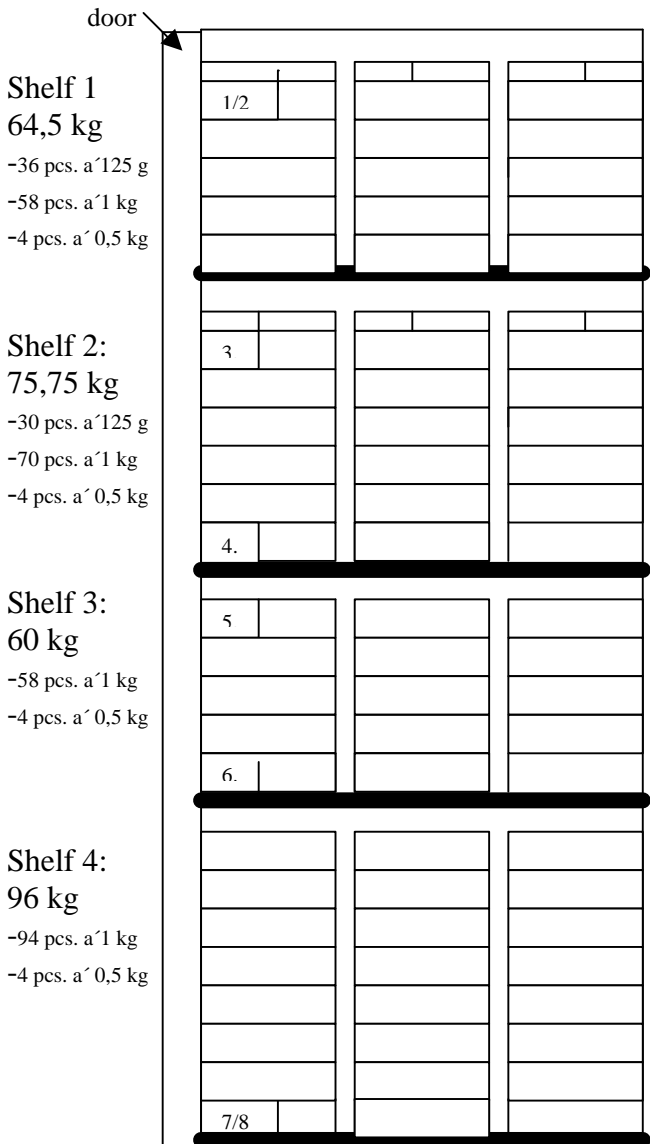 door
Shelf 1
64,5 kg
-36 pcs. a´125 g
-58 pcs. a´1 kg
-4 pcs. a´ 0,5 kg
1/2
Shelf 2:
75,75 kg
-30 pcs. a´125 g
-70 pcs. a´1 kg
-4 pcs. a´ 0,5 kg
3
4.
Shelf 3:
60 kg
-58 pcs. a´1 kg
-4 pcs. a´ 0,5 kg
5
6.
Shelf 4:
96 kg
-94 pcs. a´1 kg
-4 pcs. a´ 0,5 kg
7/8